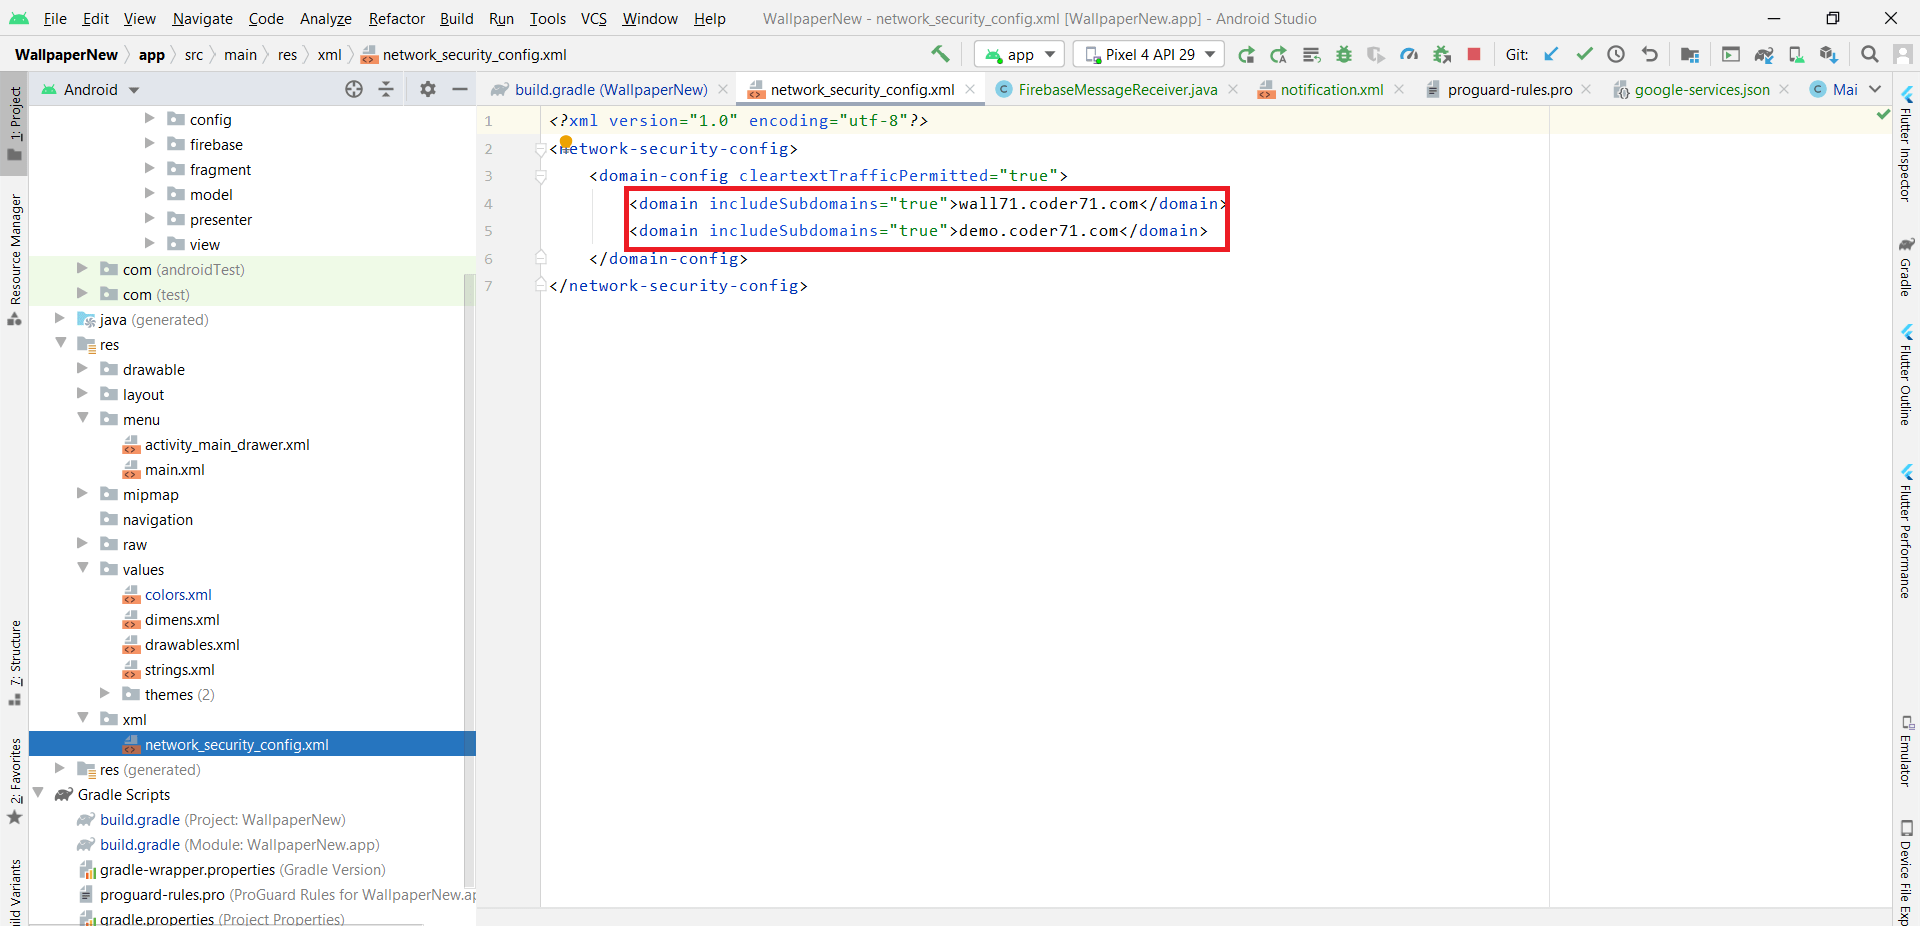 File Edit View Navigate Code Analyze Refactor Build Run Tools VCS Window Help WallpaperNew - network_security_config.xml [WallpaperNew.app] - Android Studio
WallpaperNew app src main res xml network_security_config.xml app Pixel 4 API 29 Git:
Android
build.gradle (WallpaperNew) network_security_config.xml FirebaseMessageReceiver.java notification.xml proguard-rules.pro google-services.json Mai
1: Project
Resource Manager
7: Structure
2: Favorites
ild Variants
config
firebase
fragment
model
presenter
view
com (androidTest)
com (test)
java (generated)
res
drawable
layout
menu
activity_main_drawer.xml
main.xml
mipmap
navigation
raw
values
colors.xml
dimens.xml
drawables.xml
strings.xml
themes (2)
xml
network_security_config.xml
res (generated)
Gradle Scripts
build.gradle (Project: WallpaperNew)
build.gradle (Module: WallpaperNew.app)
gradle-wrapper.properties (Gradle Version)
proguard-rules.pro (ProGuard Rules for WallpaperNew.ap
gradle.properties (Project Properties)
1 <?xml version="1.0" encoding="utf-8"?>
2 <network-security-config>
3 <domain-config cleartextTrafficPermitted="true">
4 <domain includeSubdomains="true">wall71.coder71.com</domain>
5 <domain includeSubdomains="true">demo.coder71.com</domain>
6 </domain-config>
7 </network-security-config>
Flutter Inspector
Gradle
Flutter Outline
Flutter Performance
Emulator
Device File Exp